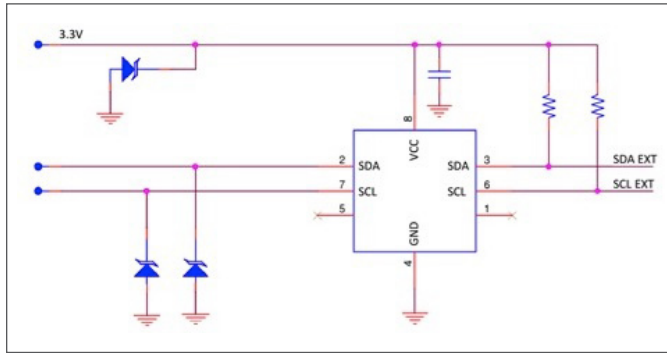 3.3V
8
VCC
2 SDA SDA 3 SDA EXT
7 SCL SCL 6 SCL EXT
5 1
GND
4